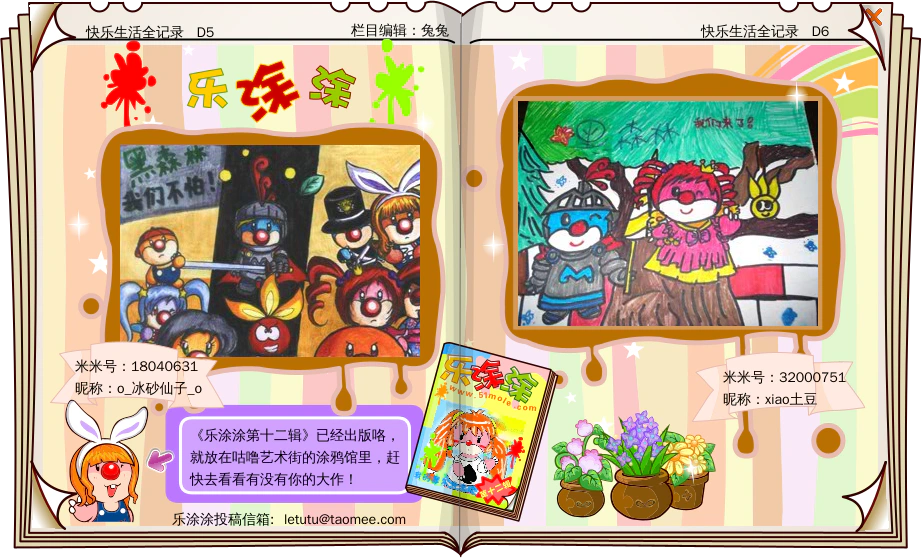 快乐生活全记录 D5
栏目编辑：兔兔
乐涂涂
黑森林
我们不怕！
米米号：18040631
昵称：o_冰砂仙子_o
《乐涂涂第十二辑》已经出版咯，
就放在咕噜艺术街的涂鸦馆里，赶
快去看看有没有你的大作！
乐涂涂投稿信箱： letutu@taomee.com
乐涂涂
www.51mole.com
快乐生活全记录 D6
黑森林 我们来了！
米米号：32000751
昵称：xiao土豆